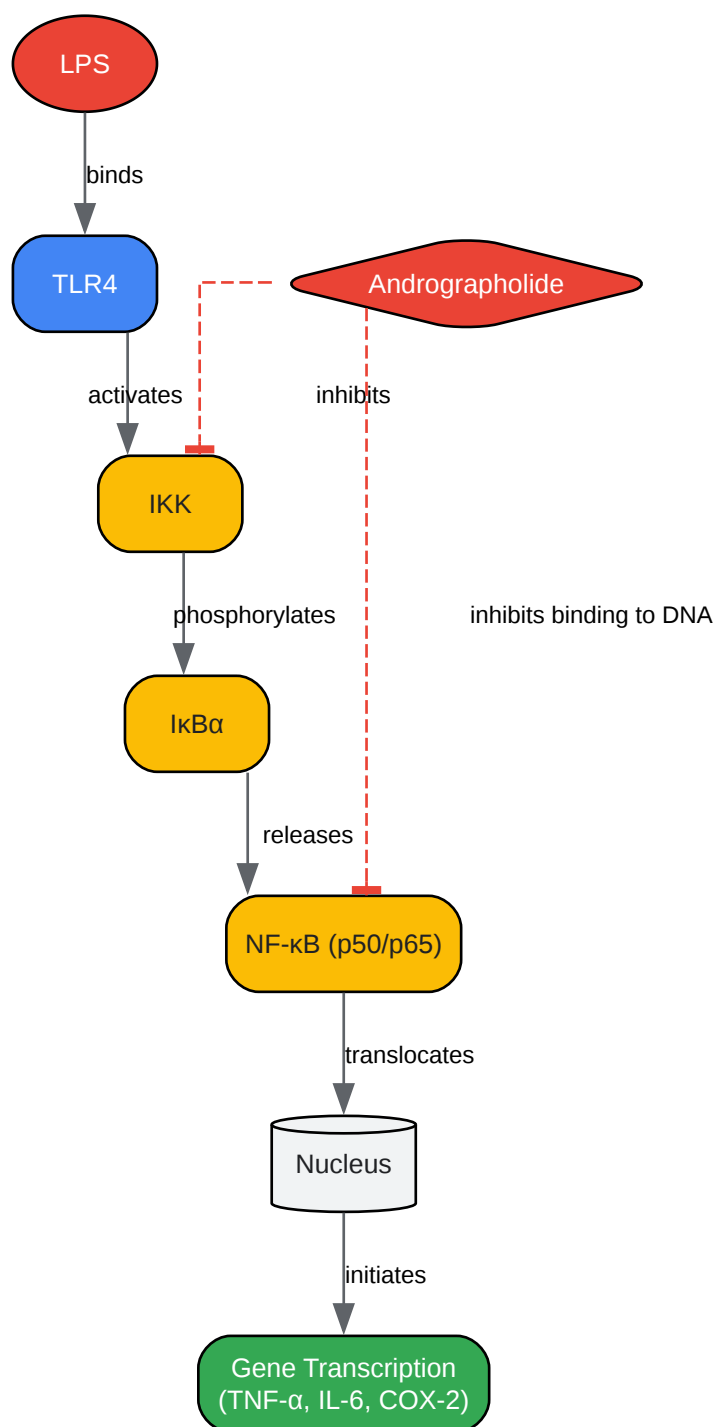 LPS
binds
TLR4
Andrographolide
activates
inhibits
IKK
phosphorylates
inhibits binding to DNA
IκBα
releases
NF-κB (p50/p65)
translocates
Nucleus
initiates
Gene Transcription
(TNF-α, IL-6, COX-2)